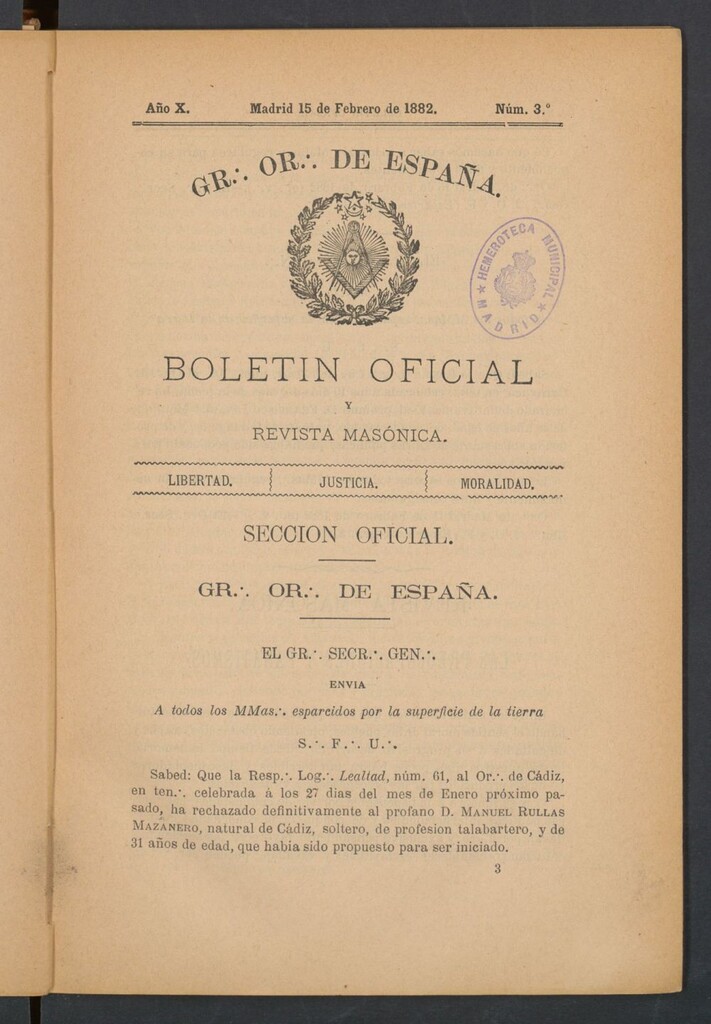 Año X. Madrid 15 de Febrero de 1882. Núm. 3.°
GR.·. OR.·. DE ESPAÑA.
HEMEROTECA MUNICIPAL
★ MADRID ★
BOLETIN OFICIAL
Y
REVISTA MASÓNICA.
LIBERTAD. JUSTICIA. MORALIDAD.
SECCION OFICIAL.
GR.·. OR.·. DE ESPAÑA.
EL GR.·. SECR.·. GEN.·.
ENVIA
A todos los MMas.·. esparcidos por la superficie de la tierra
S.·. F.·. U.·.
Sabed: Que la Resp.·. Log.·. Lealtad, núm. 61, al Or.·. de Cádiz,
en ten.·. celebrada á los 27 dias del mes de Enero próximo pa-
sado, ha rechazado definitivamente al profano D. MANUEL RULLAS
MAZANERO, natural de Cádiz, soltero, de profesion talabartero, y de
31 años de edad, que habia sido propuesto para ser iniciado.
3